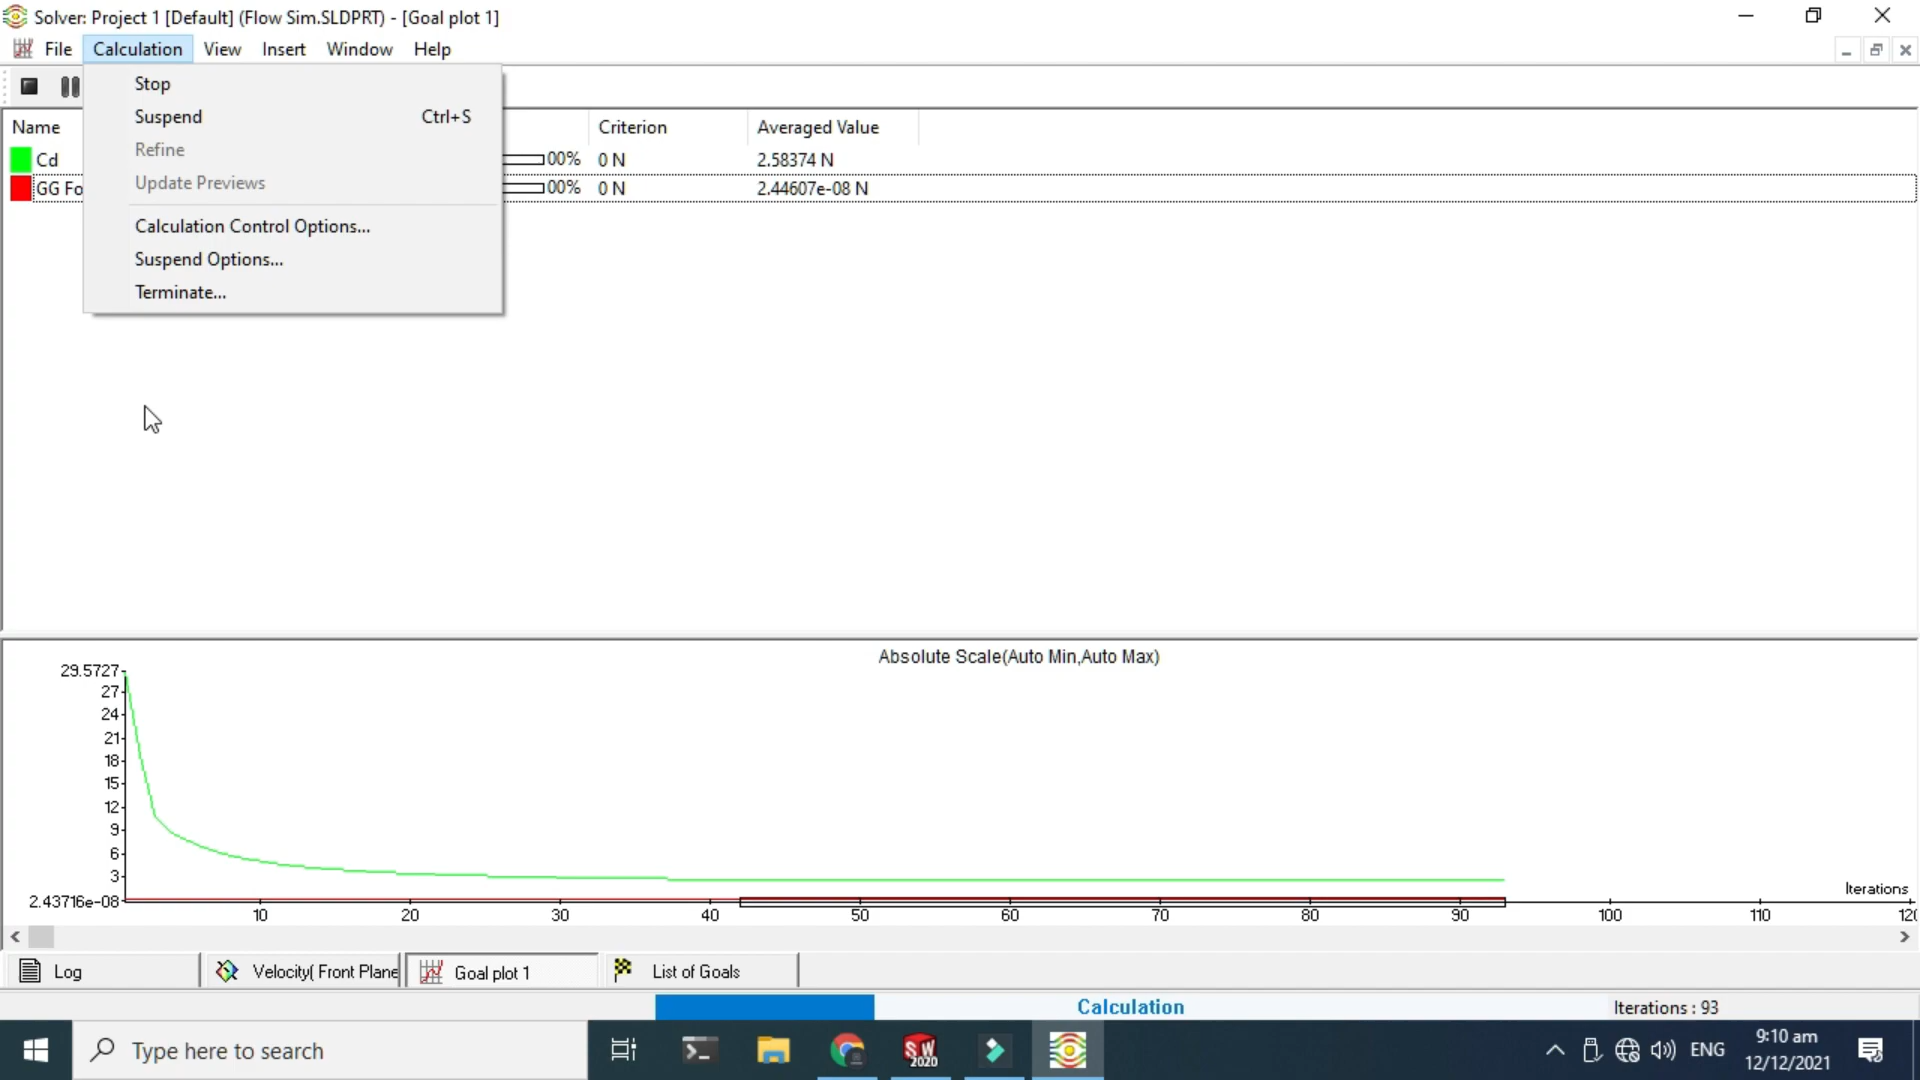 Solver: Project 1 [Default] (Flow Sim.SLDPRT) - [Goal plot 1]
File Calculation View Insert Window Help
Stop
Suspend Ctrl+S
Refine
Update Previews
Calculation Control Options...
Suspend Options...
Terminate...
Name Criterion Averaged Value
Cd 00% 0 N 2.58374 N
GG Fo 00% 0 N 2.44607e-08 N
Absolute Scale(Auto Min,Auto Max)
29.5727
27
24
21
18
15
12
9
6
3
2.43716e-08
Iterations
10 20 30 40 50 60 70 80 90 100 110 120
Log Velocity( Front Plane Goal plot 1 List of Goals
Calculation Iterations : 93
Type here to search
SW 2020
ENG
9:10 am
12/12/2021